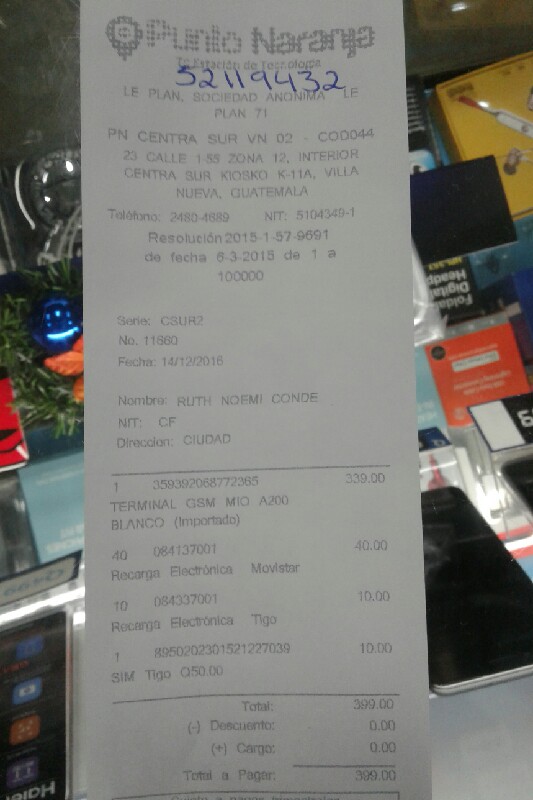 Punto Naranja
Tu Estación de Tecnología
52119432
LE PLAN, SOCIEDAD ANONIMA LE
PLAN 71
PN CENTRA SUR VN 02 - COD044
23 CALLE 1-55 ZONA 12, INTERIOR
CENTRA SUR KIOSKO K-11A, VILLA
NUEVA, GUATEMALA
Teléfono: 2480-4689 NIT: 5104349-1
Resolución 2015-1-57-9691
de fecha 6-3-2015 de 1 a
100000
Serie: CSUR2
No. 11860
Fecha: 14/12/2016
Nombre: RUTH NOEMI CONDE
NIT: CF
Direccion: CIUDAD
1 359392068772365 339.00
TERMINAL GSM MIO A200
BLANCO (Importado)
40 084137001 40.00
Recarga Electrónica Movistar
10 084337001 10.00
Recarga Electrónica Tigo
1 8950202301521227039 10.00
SIM Tigo Q50.00
Total: 399.00
(-) Descuento: 0.00
(+) Cargo: 0.00
Total a Pagar: 399.00
Foldable
Digital
Headph
Haier